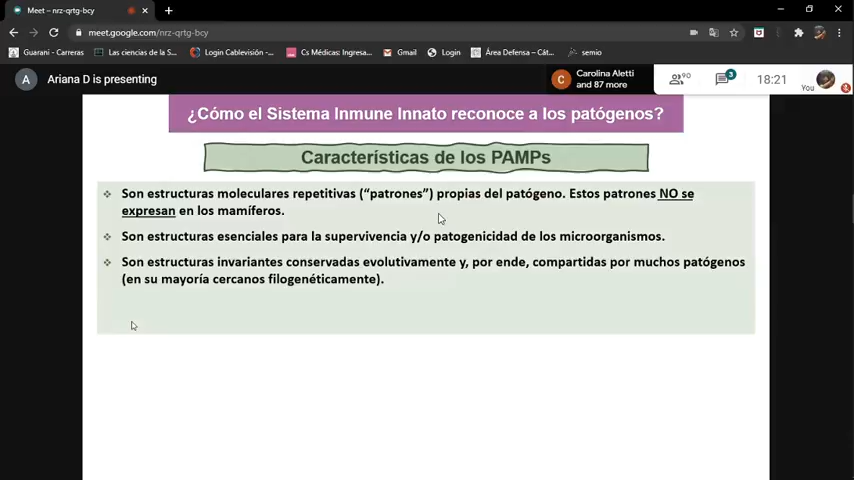 Meet – nrz-qrtg-bcy
meet.google.com/nrz-qrtg-bcy
Guarani - Carreras
Las ciencias de la S...
Login Cablevisión...
Cs Médicas: Ingresa...
Gmail
Login
Área Defensa – Cát...
semio
A
Ariana D is presenting
C
Carolina Aletti
and 87 more
90
3
18:21
You
¿Cómo el Sistema Inmune Innato reconoce a los patógenos?
Características de los PAMPs
Son estructuras moleculares repetitivas (“patrones”) propias del patógeno. Estos patrones NO se
expresan en los mamíferos.
Son estructuras esenciales para la supervivencia y/o patogenicidad de los microorganismos.
Son estructuras invariantes conservadas evolutivamente y, por ende, compartidas por muchos patógenos
(en su mayoría cercanos filogenéticamente).